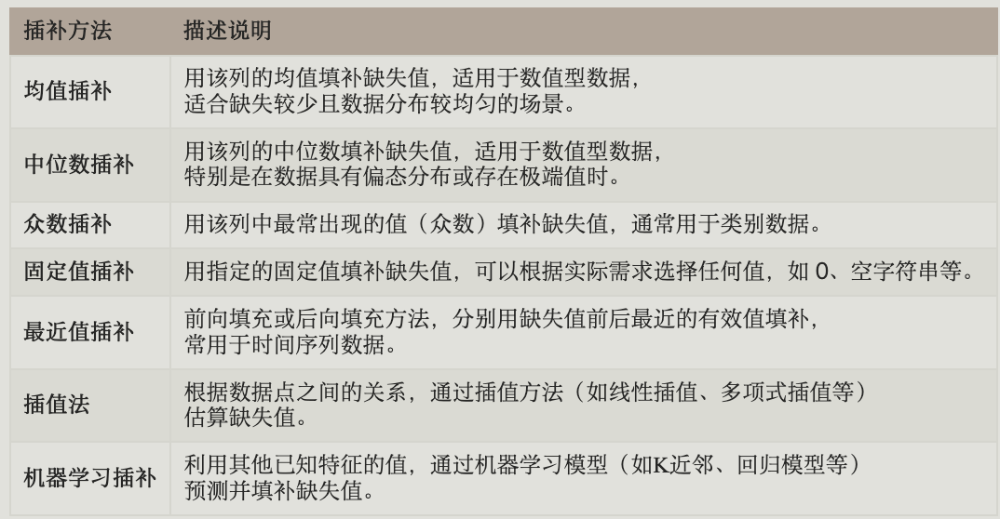 插补方法 描述说明
均值插补
用该列的均值填补缺失值，适用于数值型数据，
适合缺失较少且数据分布较均匀的场景。
中位数插补
用该列的中位数填补缺失值，适用于数值型数据，
特别是在数据具有偏态分布或存在极端值时。
众数插补 用该列中最常出现的值（众数）填补缺失值，通常用于类别数据。
固定值插补 用指定的固定值填补缺失值，可以根据实际需求选择任何值，如 0、空字符串等。
最近值插补
前向填充或后向填充方法，分别用缺失值前后最近的有效值填补，
常用于时间序列数据。
插值法
根据数据点之间的关系，通过插值方法（如线性插值、多项式插值等）
估算缺失值。
机器学习插补
利用其他已知特征的值，通过机器学习模型（如K近邻、回归模型等）
预测并填补缺失值。